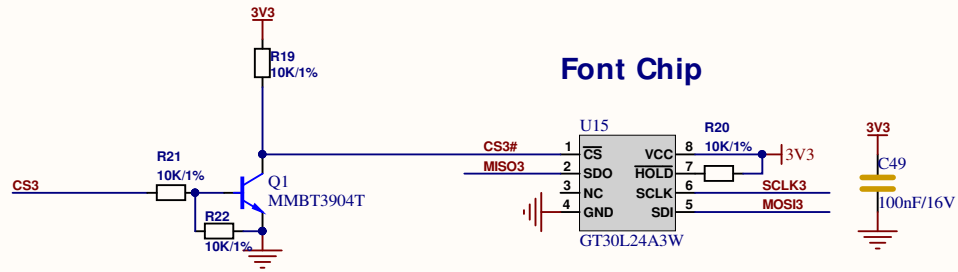 3V3
R19
10K/1%
Font Chip
U15
R20
10K/1%
3V3
CS3#
1
CS
VCC
8
3V3
C49
100nF/16V
R21
10K/1%
MISO3
2
SDO
HOLD
7
CS3
Q1
MMBT3904T
3
NC
SCLK
6
SCLK3
R22
10K/1%
4
GND
SDI
5
MOSI3
GT30L24A3W